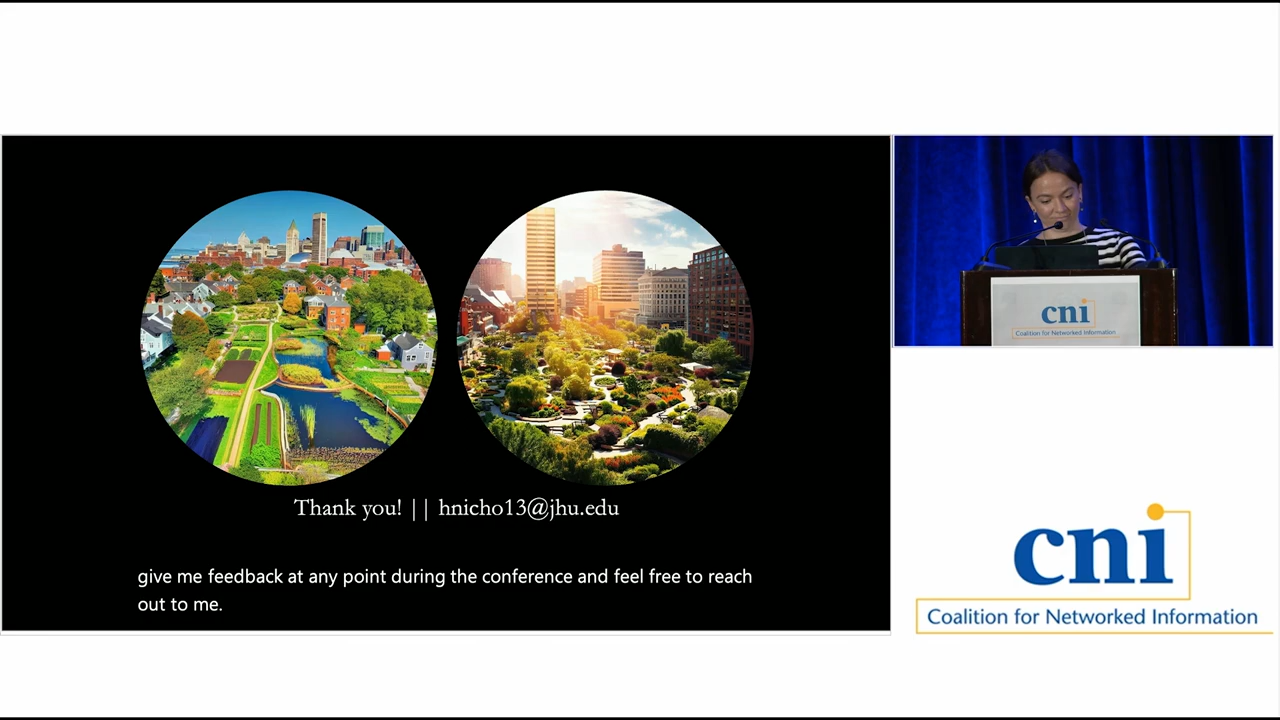 Thank you! || hnicho13@jhu.edu
give me feedback at any point during the conference and feel free to reach
out to me.
cni
Coalition for Networked Information
cni
Coalition for Networked Information